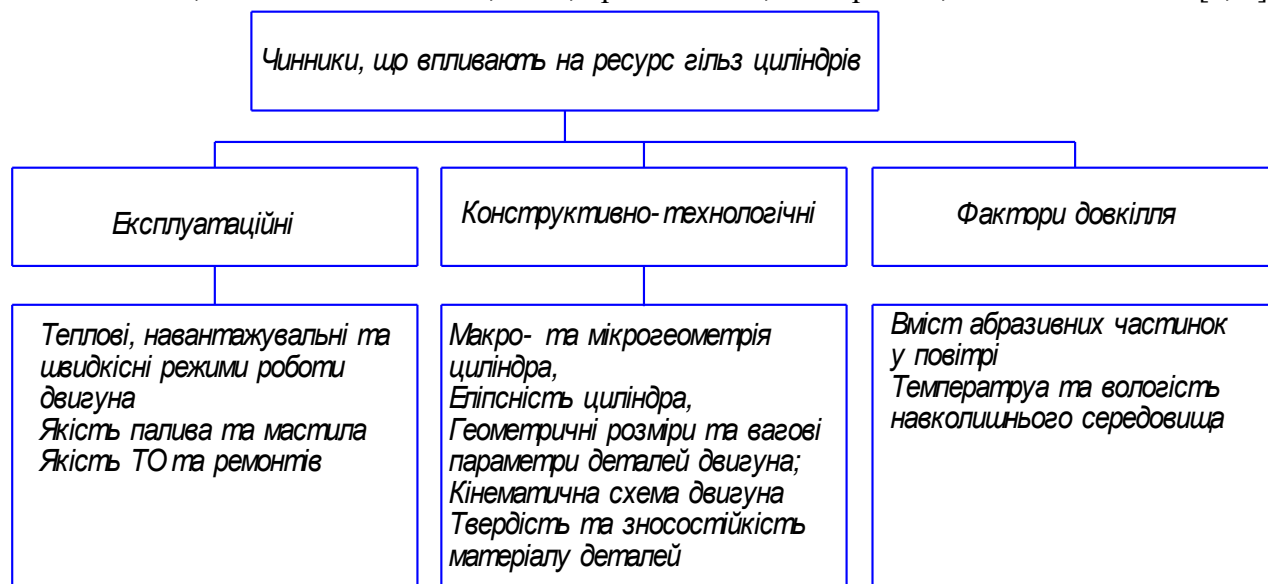 Чинники, що впливають на ресурс гільз циліндрів
Експлуатаційні
Конструктивно-технологічні
Фактори довкілля
Теплові, навантажувальні та
швидкісні режими роботи
двигуна
Якість палива та мастила
Якість ТО та ремонтів
Макро- та мікрогеометрія
циліндра,
Еліпсність циліндра,
Геометричні розміри та вагові
параметри деталей двигуна;
Кінематична схема двигуна
Твердість та зносостійкість
матеріалу деталей
Вміст абразивних частинок
у повітрі
Температруа та вологість
навколишнього середовища